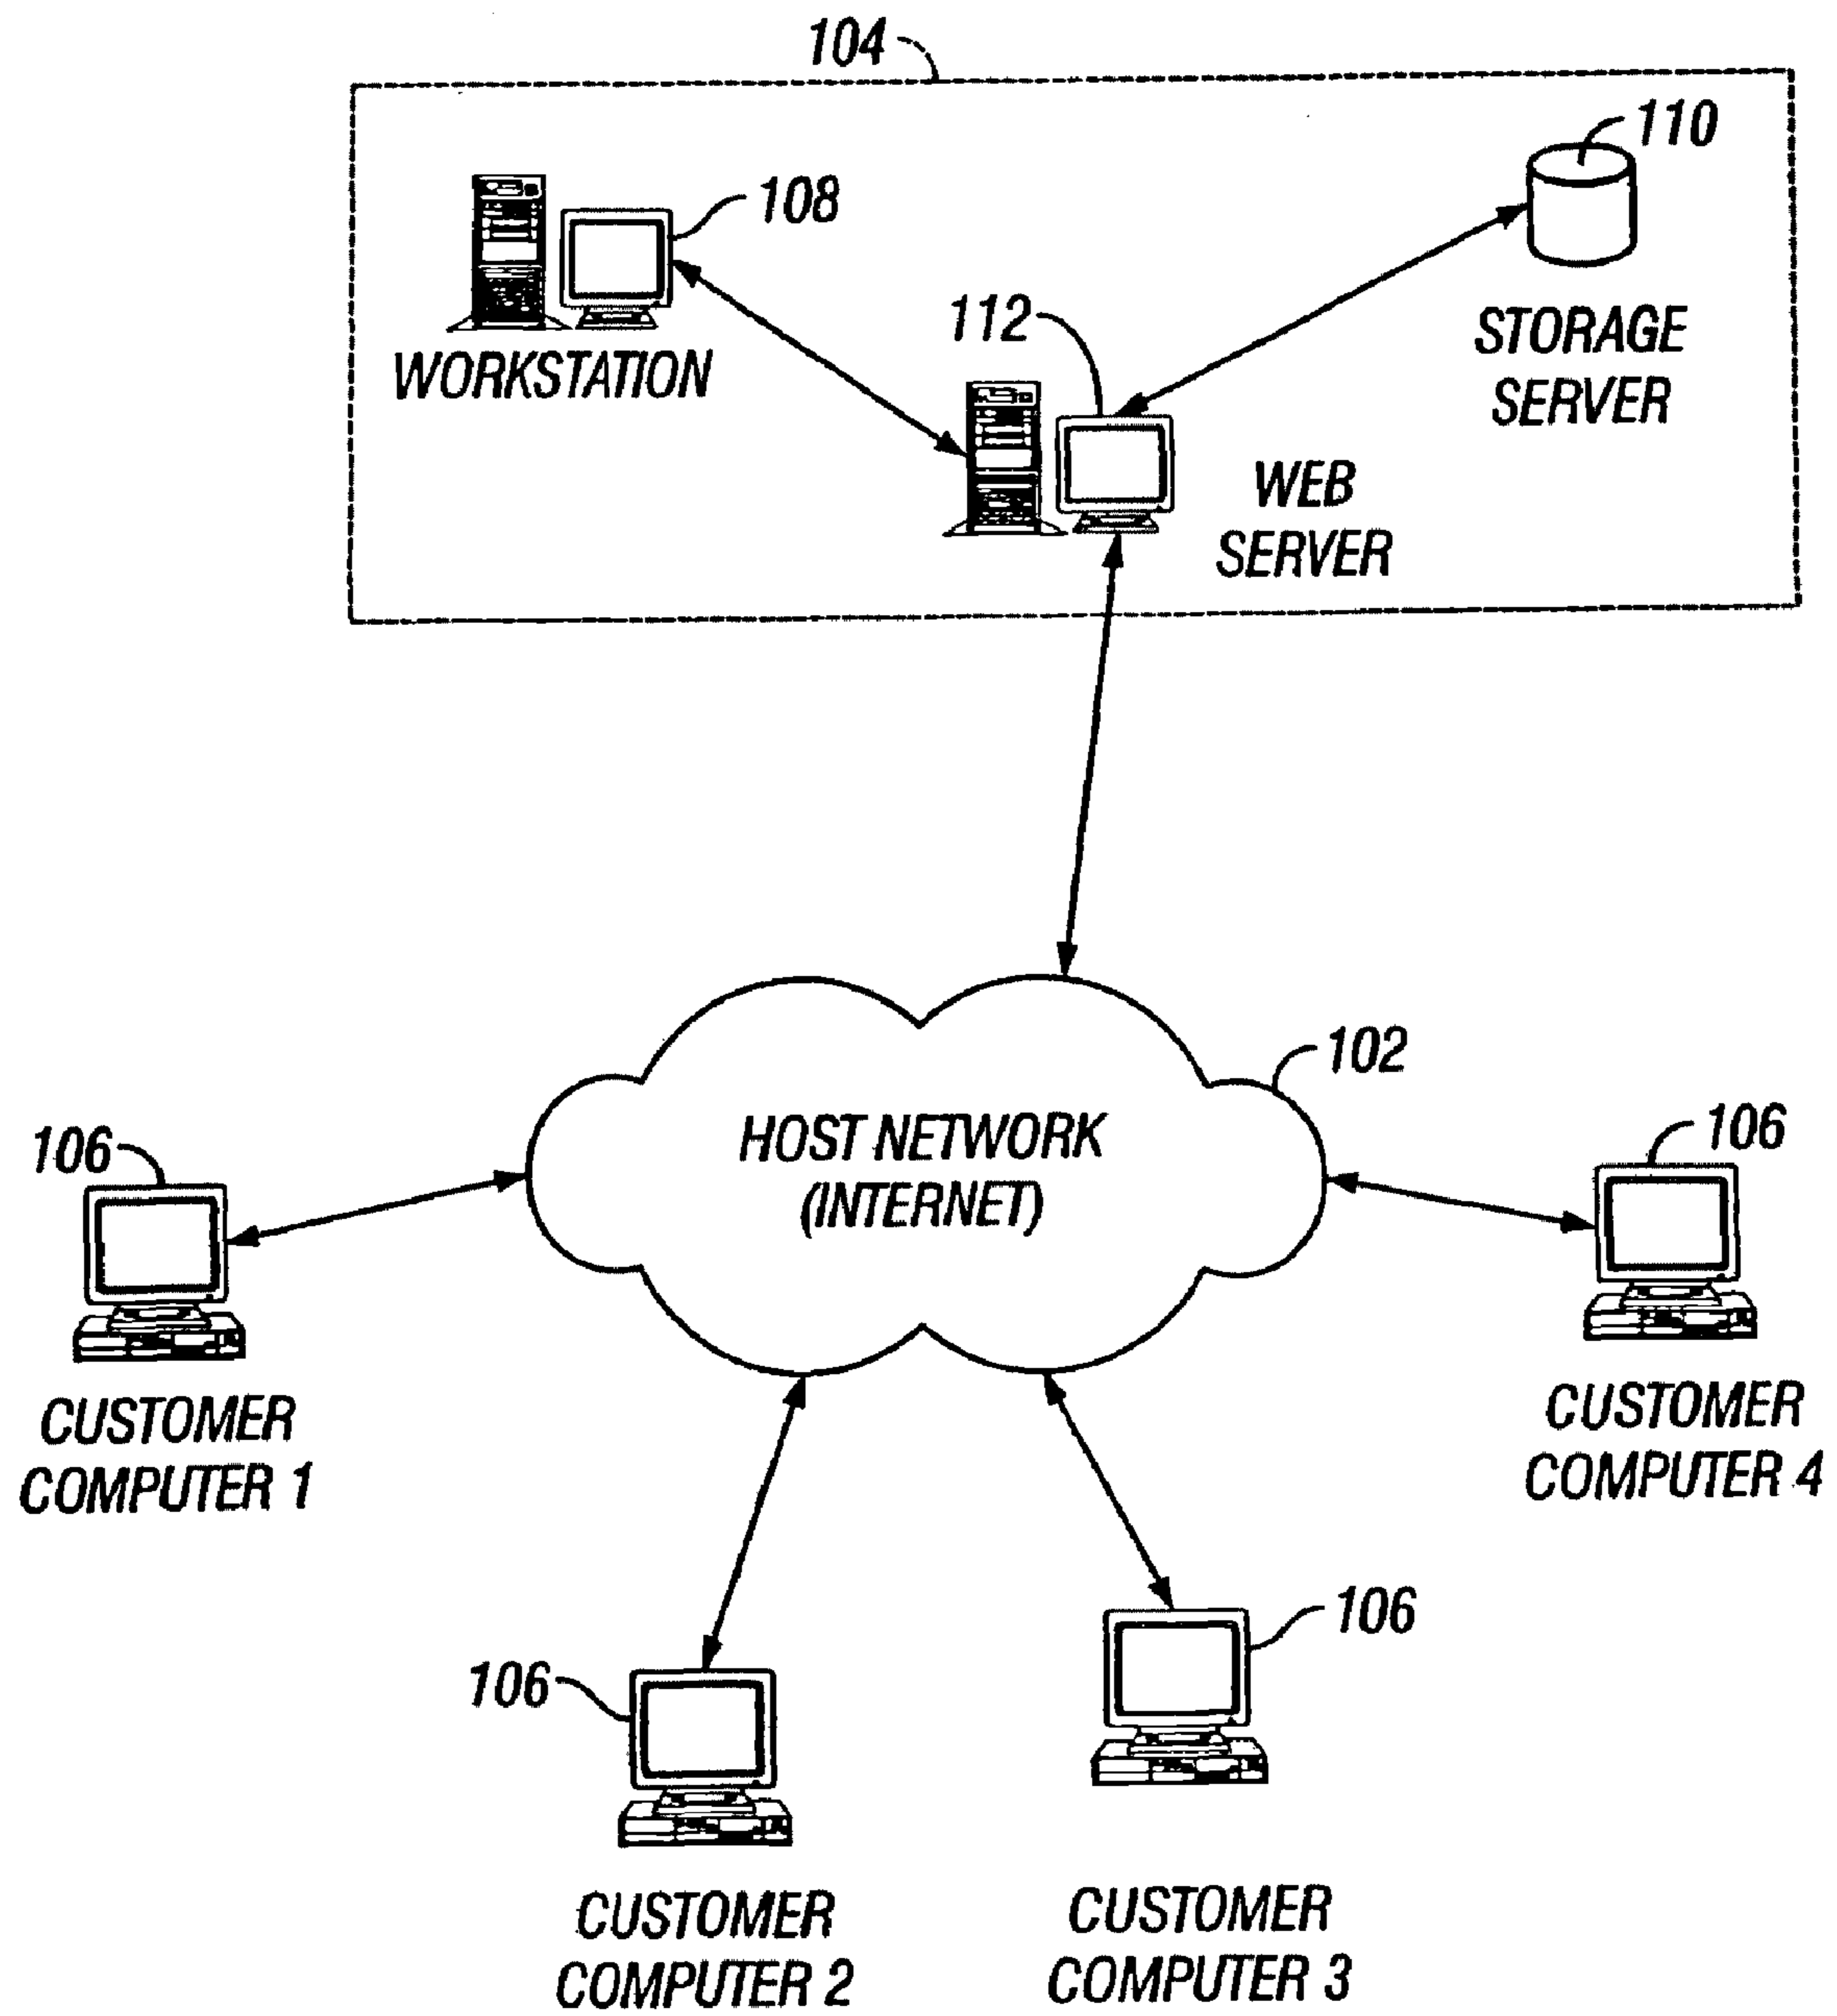 104
110
108
112
WORKSTATION
STORAGE
SERVER
WEB
SERVER
102
HOST NETWORK
(INTERNET)
106
106
CUSTOMER
COMPUTER 1
CUSTOMER
COMPUTER 4
106
106
CUSTOMER
COMPUTER 2
CUSTOMER
COMPUTER 3